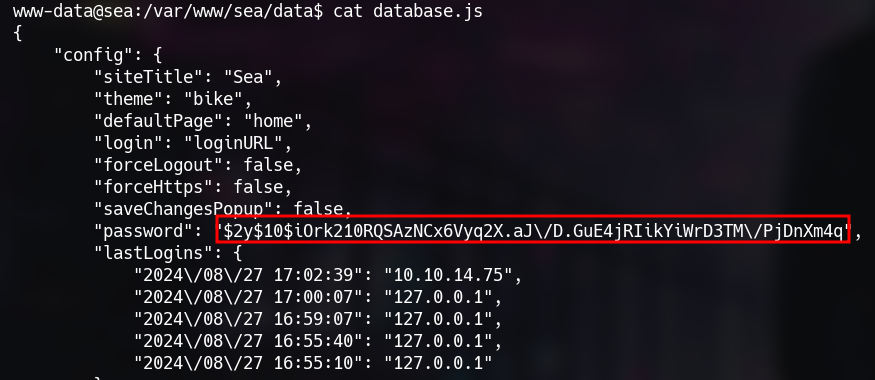 www-data@sea:/var/www/sea/data$ cat database.js
{
    "config": {
        "siteTitle": "Sea",
        "theme": "bike",
        "defaultPage": "home",
        "login": "loginURL",
        "forceLogout": false,
        "forceHttps": false,
        "saveChangesPopup": false,
        "password": "$2y$10$iOrk210RQSAzNCx6Vyq2X.aJ\/D.GuE4jRIikYiWrD3TM\/PjDnXm4q",
        "lastLogins": {
            "2024\/08\/27 17:02:39": "10.10.14.75",
            "2024\/08\/27 17:00:07": "127.0.0.1",
            "2024\/08\/27 16:59:07": "127.0.0.1",
            "2024\/08\/27 16:55:40": "127.0.0.1",
            "2024\/08\/27 16:55:10": "127.0.0.1"